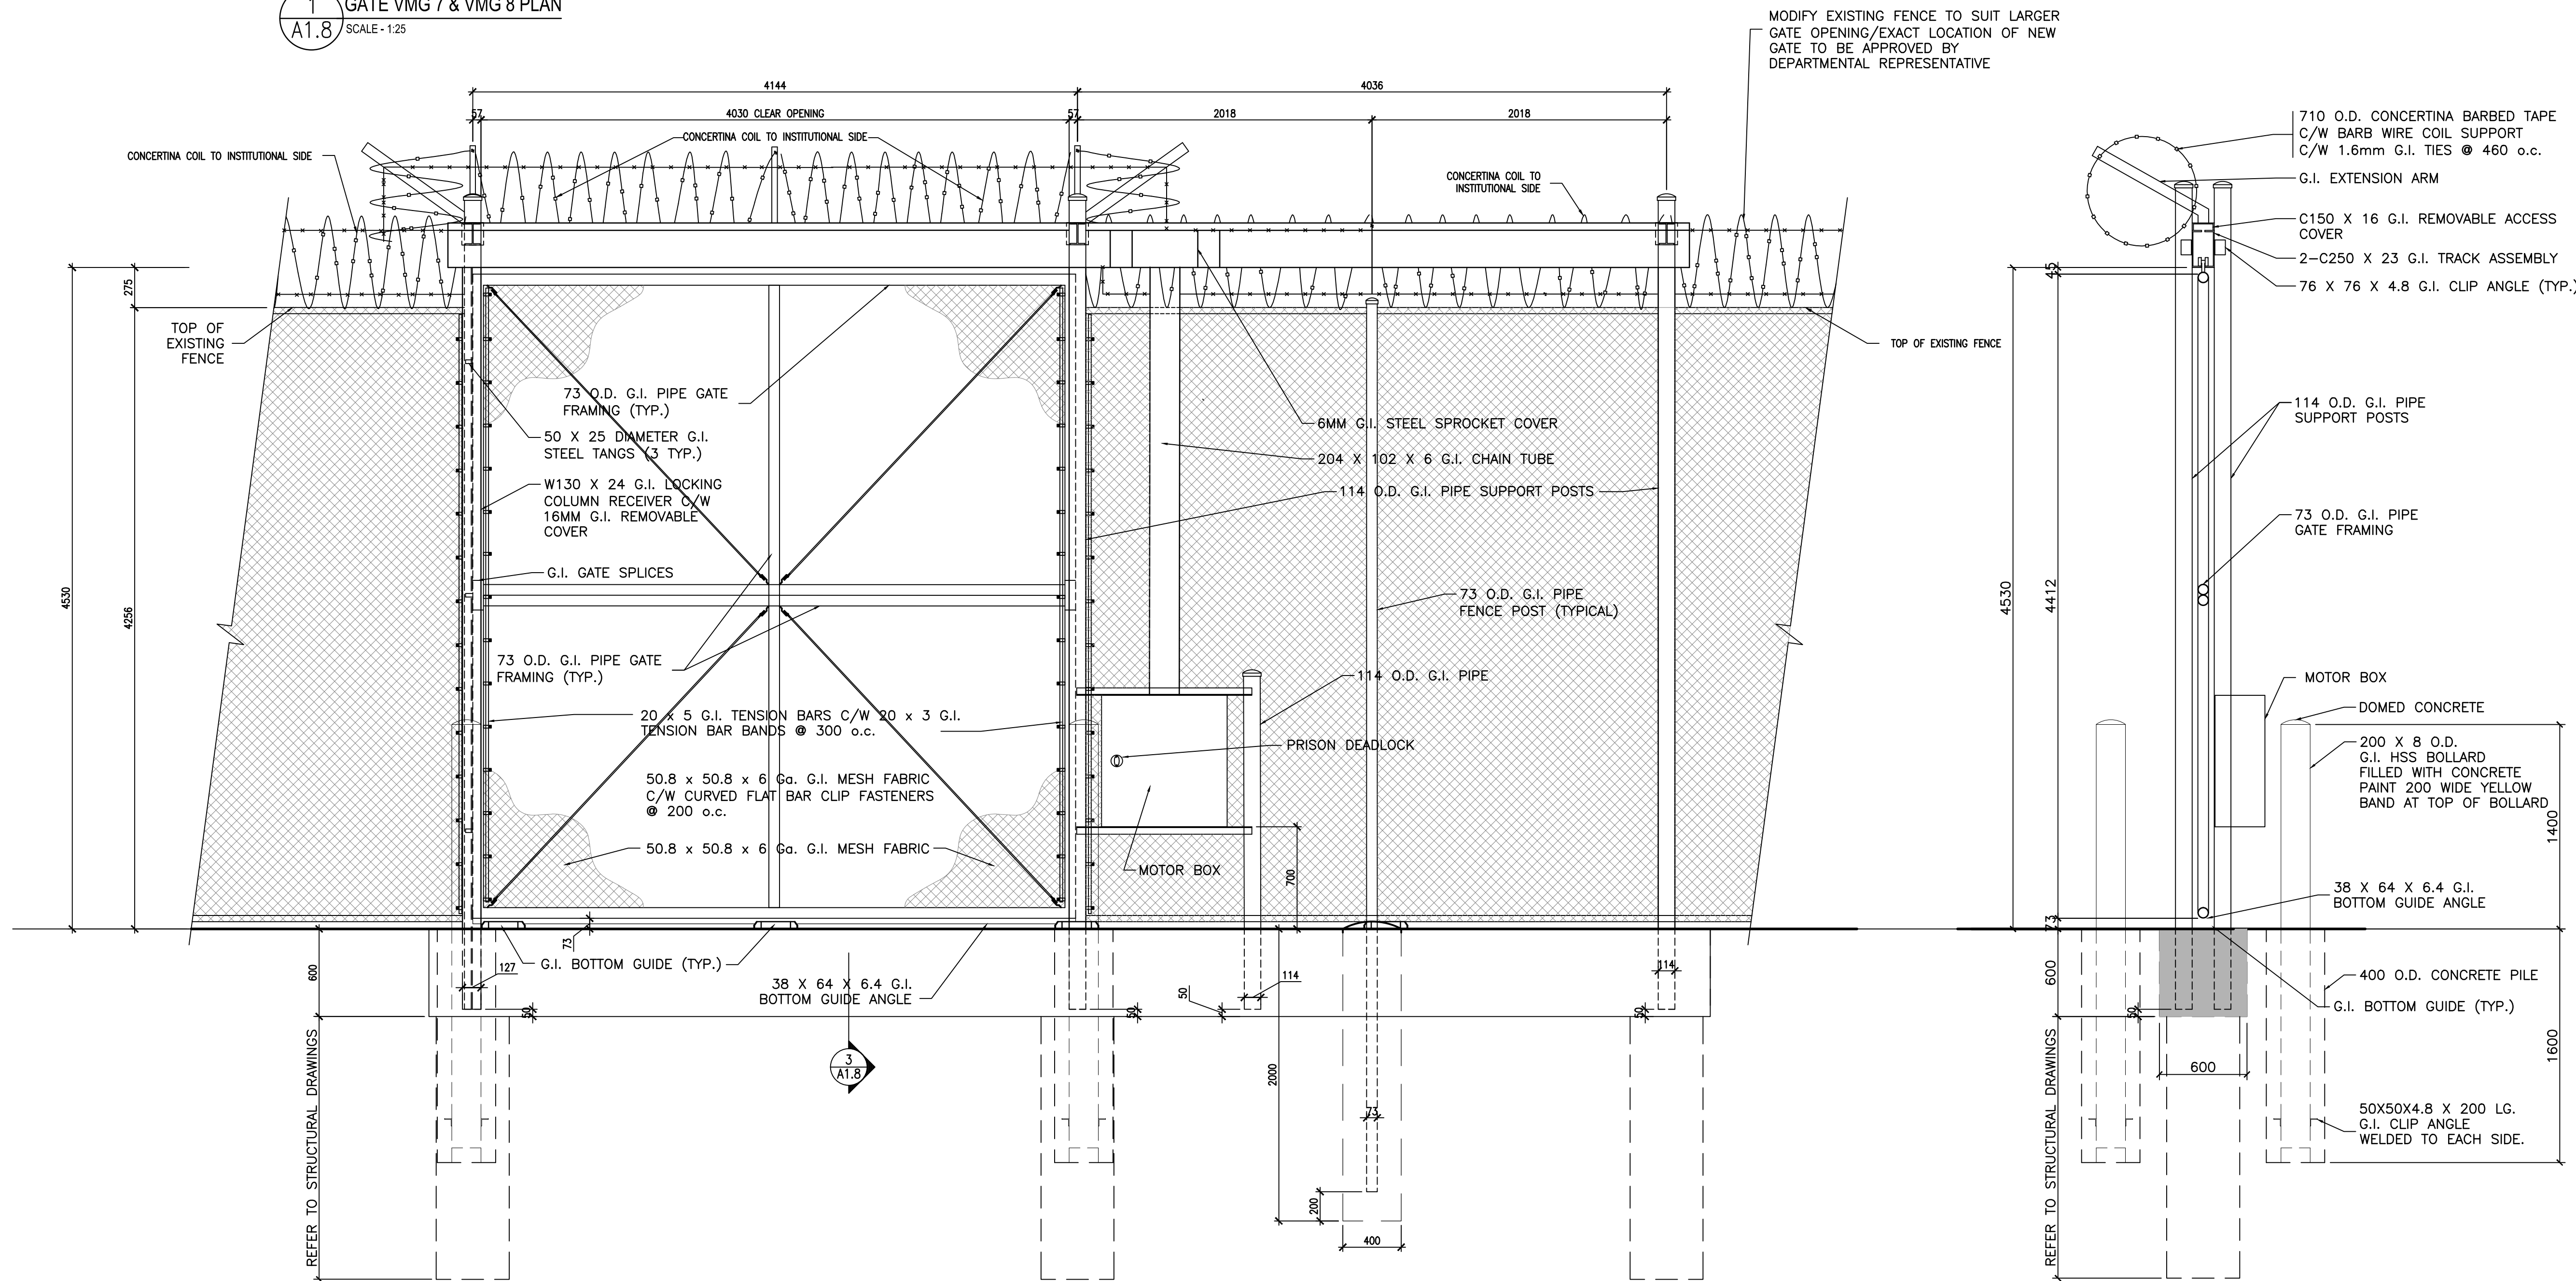 1
A1.8
GATE VMG 7 & VMG 8 PLAN
SCALE - 1:25
MODIFY EXISTING FENCE TO SUIT LARGER
GATE OPENING/EXACT LOCATION OF NEW
GATE TO BE APPROVED BY
DEPARTMENTAL REPRESENTATIVE
4144
4036
57
4030 CLEAR OPENING
57
2018
2018
CONCERTINA COIL TO INSTITUTIONAL SIDE
CONCERTINA COIL TO INSTITUTIONAL SIDE
CONCERTINA COIL TO
INSTITUTIONAL SIDE
275
4530
4256
TOP OF
EXISTING
FENCE
TOP OF EXISTING FENCE
73 O.D. G.I. PIPE GATE
FRAMING (TYP.)
50 X 25 DIAMETER G.I.
STEEL TANGS (3 TYP.)
W130 X 24 G.I. LOCKING
COLUMN RECEIVER C/W
16MM G.I. REMOVABLE
COVER
G.I. GATE SPLICES
73 O.D. G.I. PIPE GATE
FRAMING (TYP.)
20 x 5 G.I. TENSION BARS C/W 20 x 3 G.I.
TENSION BAR BANDS @ 300 o.c.
50.8 x 50.8 x 6 Ga. G.I. MESH FABRIC
C/W CURVED FLAT BAR CLIP FASTENERS
@ 200 o.c.
50.8 x 50.8 x 6 Ga. G.I. MESH FABRIC
6MM G.I. STEEL SPROCKET COVER
204 X 102 X 6 G.I. CHAIN TUBE
114 O.D. G.I. PIPE SUPPORT POSTS
73 O.D. G.I. PIPE
FENCE POST (TYPICAL)
114 O.D. G.I. PIPE
PRISON DEADLOCK
MOTOR BOX
700
73
G.I. BOTTOM GUIDE (TYP.)
38 X 64 X 6.4 G.I.
BOTTOM GUIDE ANGLE
600
127
50
50
50
114
114
50
3
A1.8
2000
73
200
400
REFER TO STRUCTURAL DRAWINGS
710 O.D. CONCERTINA BARBED TAPE
C/W BARB WIRE COIL SUPPORT
C/W 1.6mm G.I. TIES @ 460 o.c.
G.I. EXTENSION ARM
C150 X 16 G.I. REMOVABLE ACCESS
COVER
2-C250 X 23 G.I. TRACK ASSEMBLY
76 X 76 X 4.8 G.I. CLIP ANGLE (TYP.)
45
4530
4412
73
114 O.D. G.I. PIPE
SUPPORT POSTS
73 O.D. G.I. PIPE
GATE FRAMING
MOTOR BOX
DOMED CONCRETE
200 X 8 O.D.
G.I. HSS BOLLARD
FILLED WITH CONCRETE
PAINT 200 WIDE YELLOW
BAND AT TOP OF BOLLARD
1400
38 X 64 X 6.4 G.I.
BOTTOM GUIDE ANGLE
600
50
400 O.D. CONCRETE PILE
G.I. BOTTOM GUIDE (TYP.)
600
1600
50X50X4.8 X 200 LG.
G.I. CLIP ANGLE
WELDED TO EACH SIDE.
REFER TO STRUCTURAL DRAWINGS